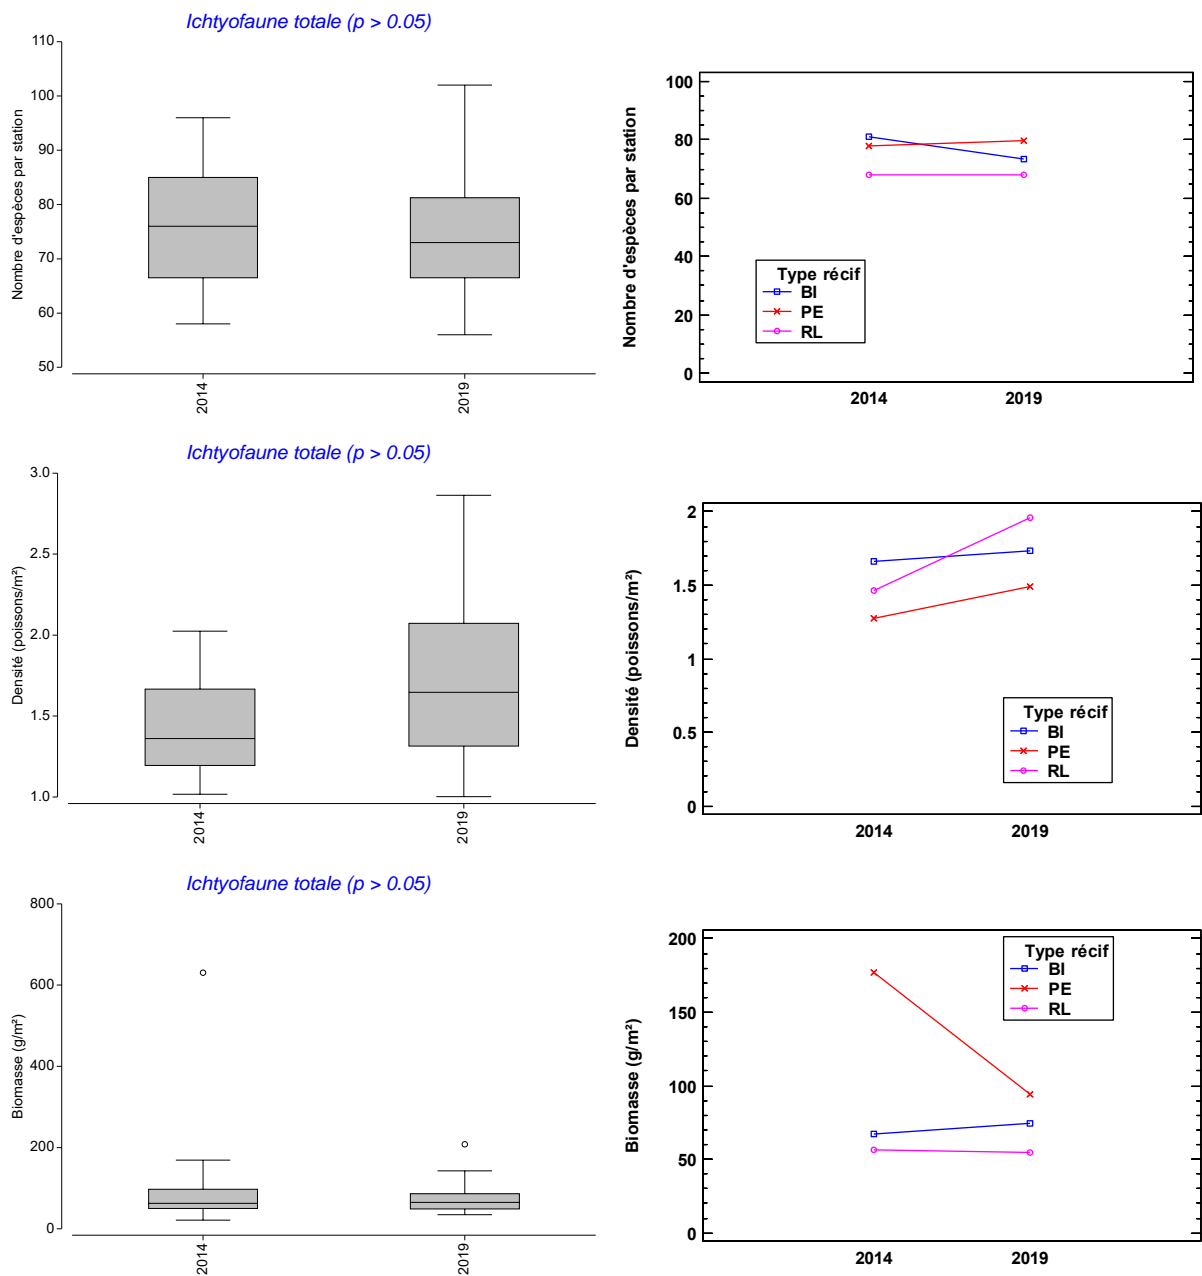 Ichtyofaune totale (p > 0.05)
Nombre d'espèces par station
110
100
90
80
70
60
50
2014
2019
Nombre d'espèces par station
100
80
60
40
20
0
Type récif
BI
PE
RL
2014
2019
Ichtyofaune totale (p > 0.05)
Densité (poissons/m²)
3.0
2.5
2.0
1.5
1.0
2014
2019
Densité (poissons/m²)
2
1.5
1
0.5
0
Type récif
BI
PE
RL
2014
2019
Ichtyofaune totale (p > 0.05)
Biomasse (g/m²)
800
600
400
200
0
2014
2019
Biomasse (g/m²)
200
150
100
50
0
Type récif
BI
PE
RL
2014
2019